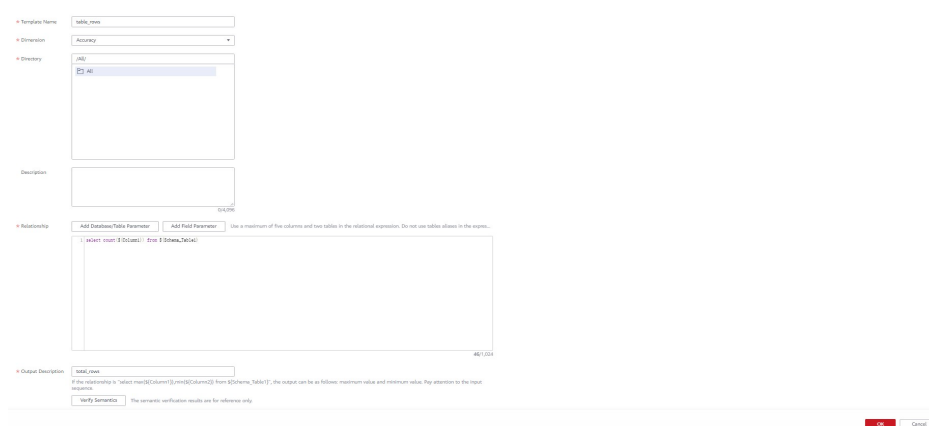 * Template Name table_rows
* Dimension Accuracy
* Directory /All/
All
Description
0/4,096
* Relationship Add Database/Table Parameter Add Field Parameter Use a maximum of five columns and two tables in the relational expression. Do not use tables aliases in the expres...
1 select count(${Column1}) from ${Schema_Table1}
46/1,024
* Output Description total_rows
If the relationship is "select max(${Column1}),min(${Column2}) from ${Schema_Table1}", the output can be as follows: maximum value and minimum value. Pay attention to the input
sequence.
Verify Semantics The semantic verification results are for reference only.
OK Cancel